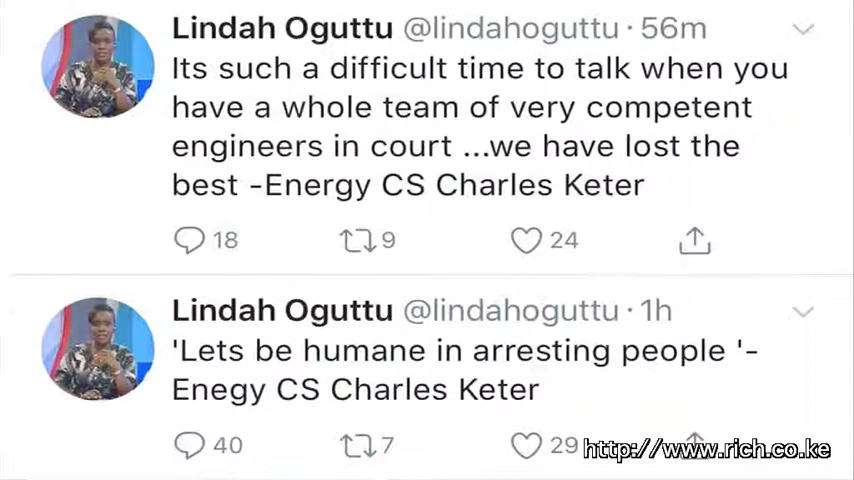 Lindah Oguttu @lindahoguttu · 56m
Its such a difficult time to talk when you
have a whole team of very competent
engineers in court ...we have lost the
best -Energy CS Charles Keter
18 9 24
Lindah Oguttu @lindahoguttu · 1h
'Lets be humane in arresting people '-
Enegy CS Charles Keter
40 7 29
http://www.rich.co.ke